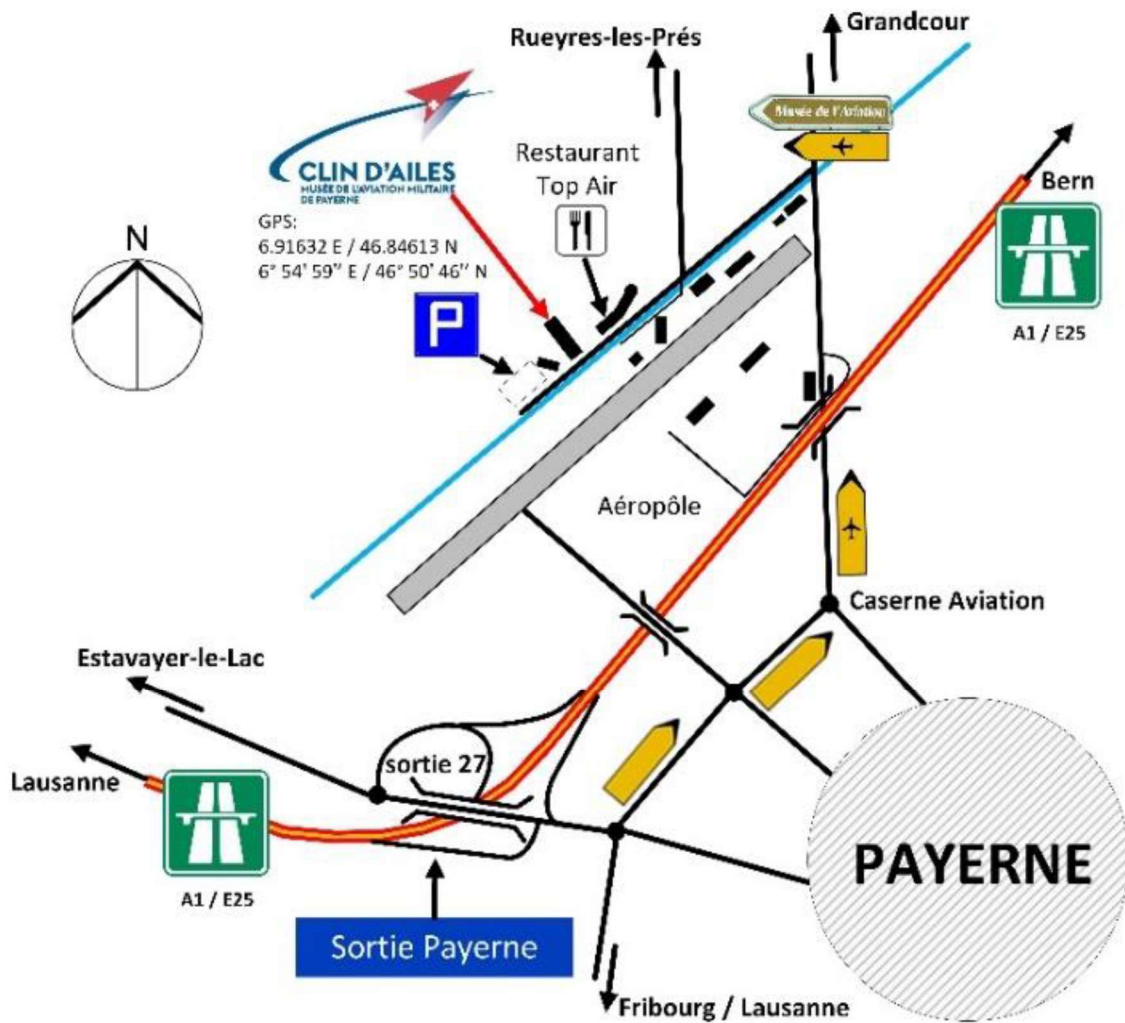 Grandcour
Rueyres-les-Prés
Musée de l'Aviation
CLIN D'AILES
MUSÉE DE L'AVIATION MILITAIRE
DE PAYERNE
Restaurant
Top Air
Bern
A1 / E25
GPS:
6.91632 E / 46.84613 N
6° 54' 59'' E / 46° 50' 46'' N
N
P
Aéropôle
Caserne Aviation
Estavayer-le-Lac
Lausanne
sortie 27
A1 / E25
PAYERNE
Sortie Payerne
Fribourg / Lausanne